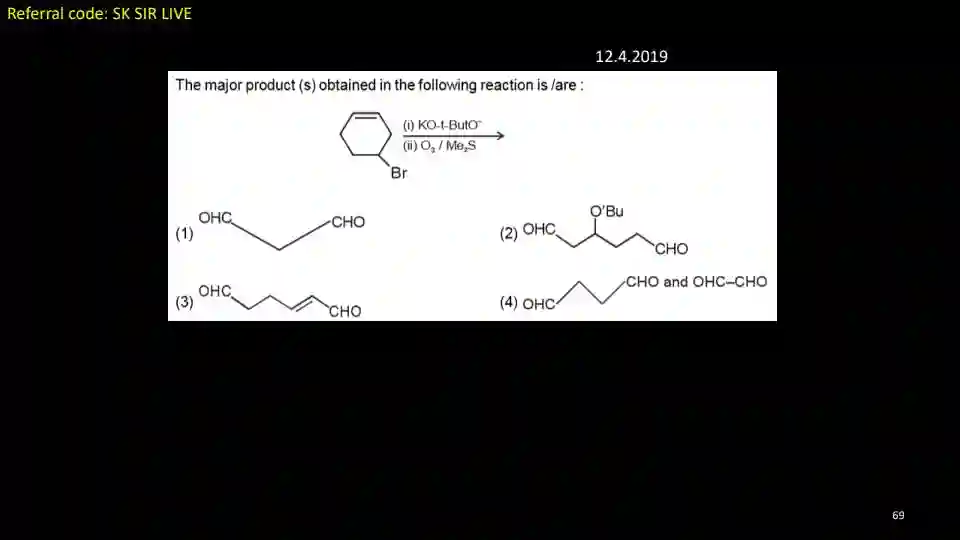 Referral code: SK SIR LIVE
12.4.2019
The major product (s) obtained in the following reaction is /are :
(i) KO-t-ButO⁻
(ii) O₃ / Me₂S
Br
(1) OHC CHO
(2) OHC O'Bu CHO
(3) OHC CHO
(4) OHC CHO and OHC–CHO
69